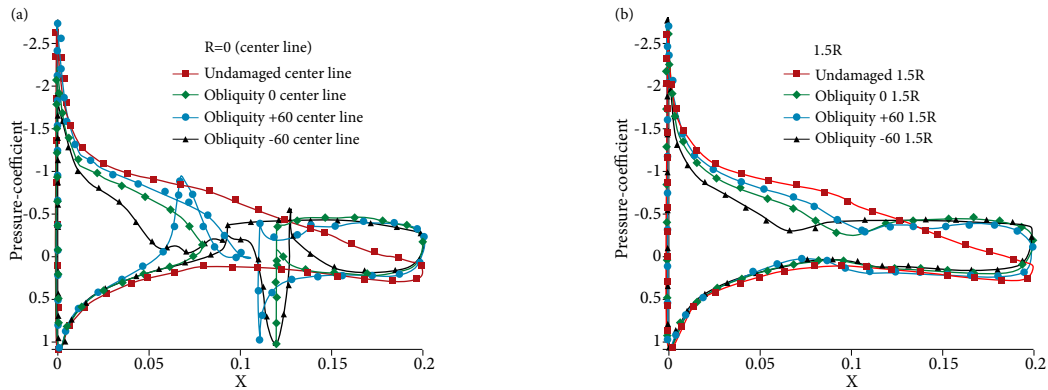 (a)
R=0 (center line)
Undamaged center line
Obliquity 0 center line
Obliquity +60 center line
Obliquity -60 center line
Pressure-coefficient
-2.5
-2
-1.5
-1
-0.5
0
0.5
1
0
0.05
0.1
0.15
0.2
X
(b)
1.5R
Undamaged 1.5R
Obliquity 0 1.5R
Obliquity +60 1.5R
Obliquity -60 1.5R
Pressure-coefficient
-2.5
-2
-1.5
-1
-0.5
0
0.5
1
0
0.05
0.1
0.15
0.2
X